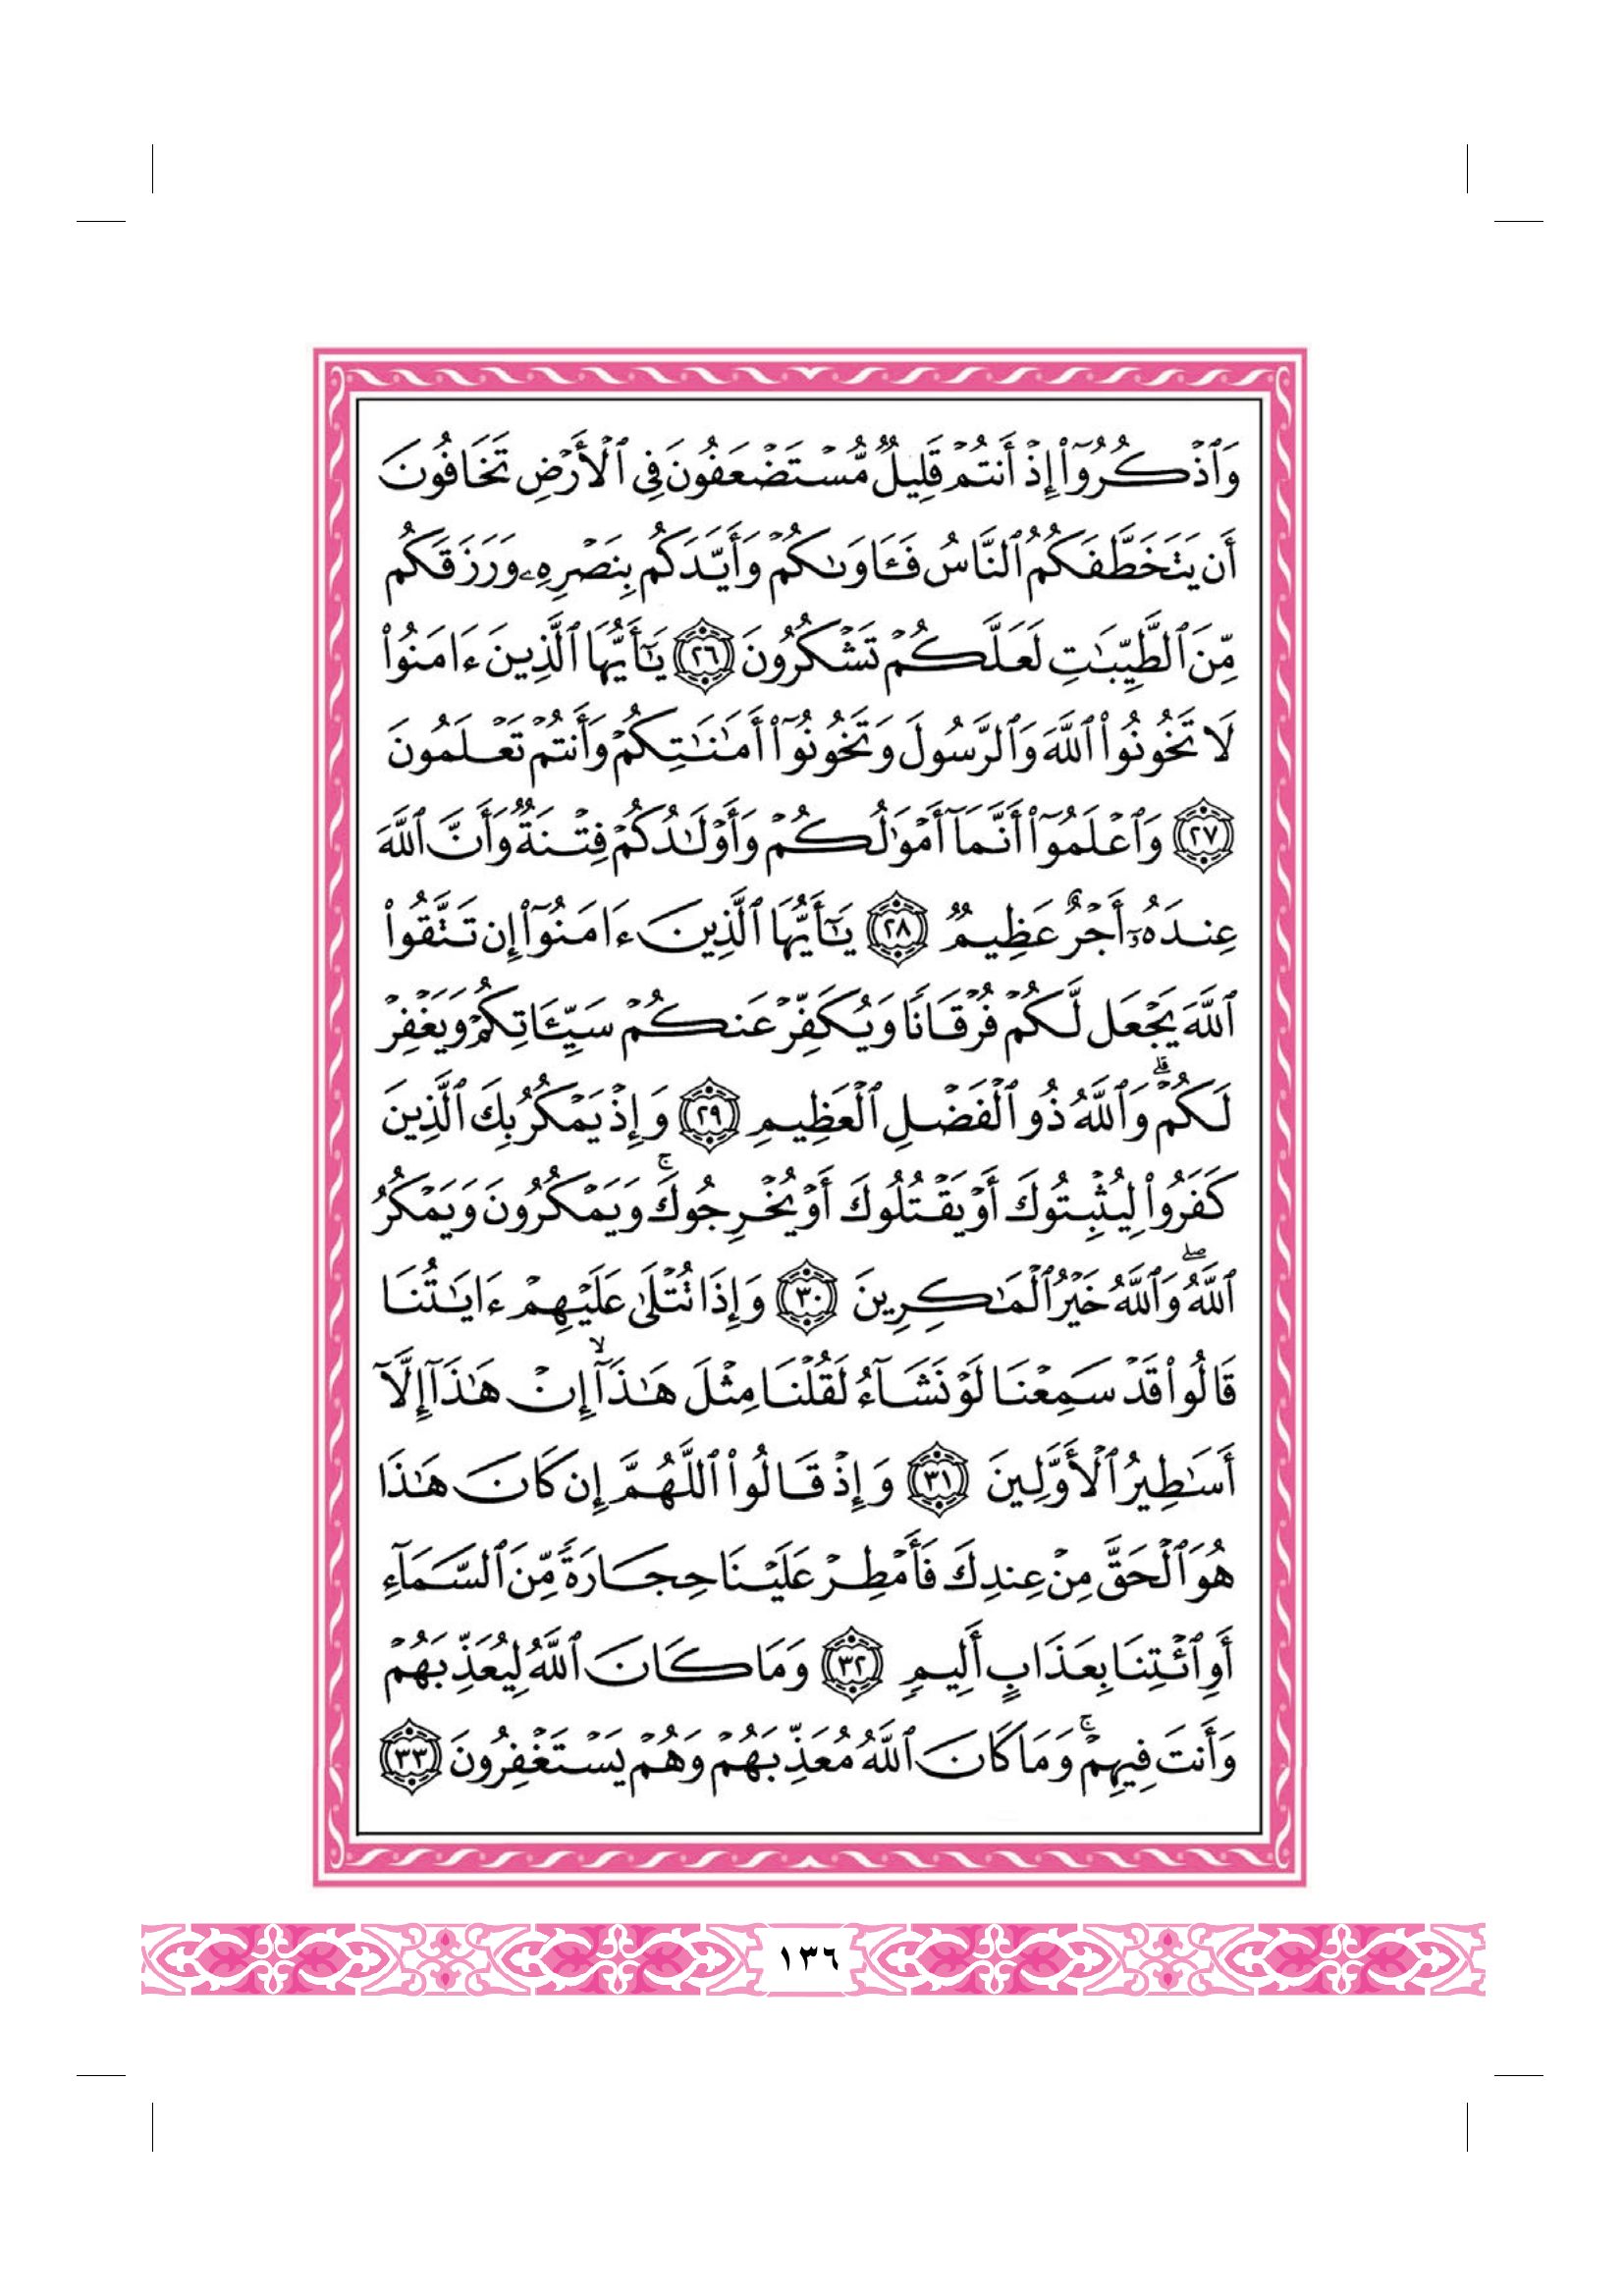 وَٱذۡكُرُوٓاْ إِذۡ أَنتُمۡ قَلِيلٞ مُّسۡتَضۡعَفُونَ فِي ٱلۡأَرۡضِ تَخَافُونَ
أَن يَتَخَطَّفَكُمُ ٱلنَّاسُ فَـَٔاوَىٰكُمۡ وَأَيَّدَكُم بِنَصۡرِهِۦ وَرَزَقَكُم
مِّنَ ٱلطَّيِّبَٰتِ لَعَلَّكُمۡ تَشۡكُرُونَ ٢٦ يَٰٓأَيُّهَا ٱلَّذِينَ ءَامَنُواْ
لَا تَخُونُواْ ٱللَّهَ وَٱلرَّسُولَ وَتَخُونُوٓاْ أَمَٰنَٰتِكُمۡ وَأَنتُمۡ تَعۡلَمُونَ
٢٧ وَٱعۡلَمُوٓاْ أَنَّمَآ أَمۡوَٰلُكُمۡ وَأَوۡلَٰدُكُمۡ فِتۡنَةٞ وَأَنَّ ٱللَّهَ
عِندَهُۥٓ أَجۡرٌ عَظِيمٞ ٢٨ يَٰٓأَيُّهَا ٱلَّذِينَ ءَامَنُوٓاْ إِن تَتَّقُواْ
ٱللَّهَ يَجۡعَل لَّكُمۡ فُرۡقَانٗا وَيُكَفِّرۡ عَنكُمۡ سَيِّـَٔاتِكُمۡ وَيَغۡفِرۡ
لَكُمۡۗ وَٱللَّهُ ذُو ٱلۡفَضۡلِ ٱلۡعَظِيمِ ٢٩ وَإِذۡ يَمۡكُرُ بِكَ ٱلَّذِينَ
كَفَرُواْ لِيُثۡبِتُوكَ أَوۡ يَقۡتُلُوكَ أَوۡ يُخۡرِجُوكَۚ وَيَمۡكُرُونَ وَيَمۡكُرُ
ٱللَّهُۖ وَٱللَّهُ خَيۡرُ ٱلۡمَٰكِرِينَ ٣٠ وَإِذَا تُتۡلَىٰ عَلَيۡهِمۡ ءَايَٰتُنَا
قَالُواْ قَدۡ سَمِعۡنَا لَوۡ نَشَآءُ لَقُلۡنَا مِثۡلَ هَٰذَآۙ إِنۡ هَٰذَآ إِلَّآ
أَسَٰطِيرُ ٱلۡأَوَّلِينَ ٣١ وَإِذۡ قَالُواْ ٱللَّهُمَّ إِن كَانَ هَٰذَا
هُوَ ٱلۡحَقَّ مِنۡ عِندِكَ فَأَمۡطِرۡ عَلَيۡنَا حِجَارَةٗ مِّنَ ٱلسَّمَآءِ
أَوِ ٱئۡتِنَا بِعَذَابٍ أَلِيمٖ ٣٢ وَمَا كَانَ ٱللَّهُ لِيُعَذِّبَهُمۡ
وَأَنتَ فِيهِمۡۚ وَمَا كَانَ ٱللَّهُ مُعَذِّبَهُمۡ وَهُمۡ يَسۡتَغۡفِرُونَ ٣٣
١٣٦